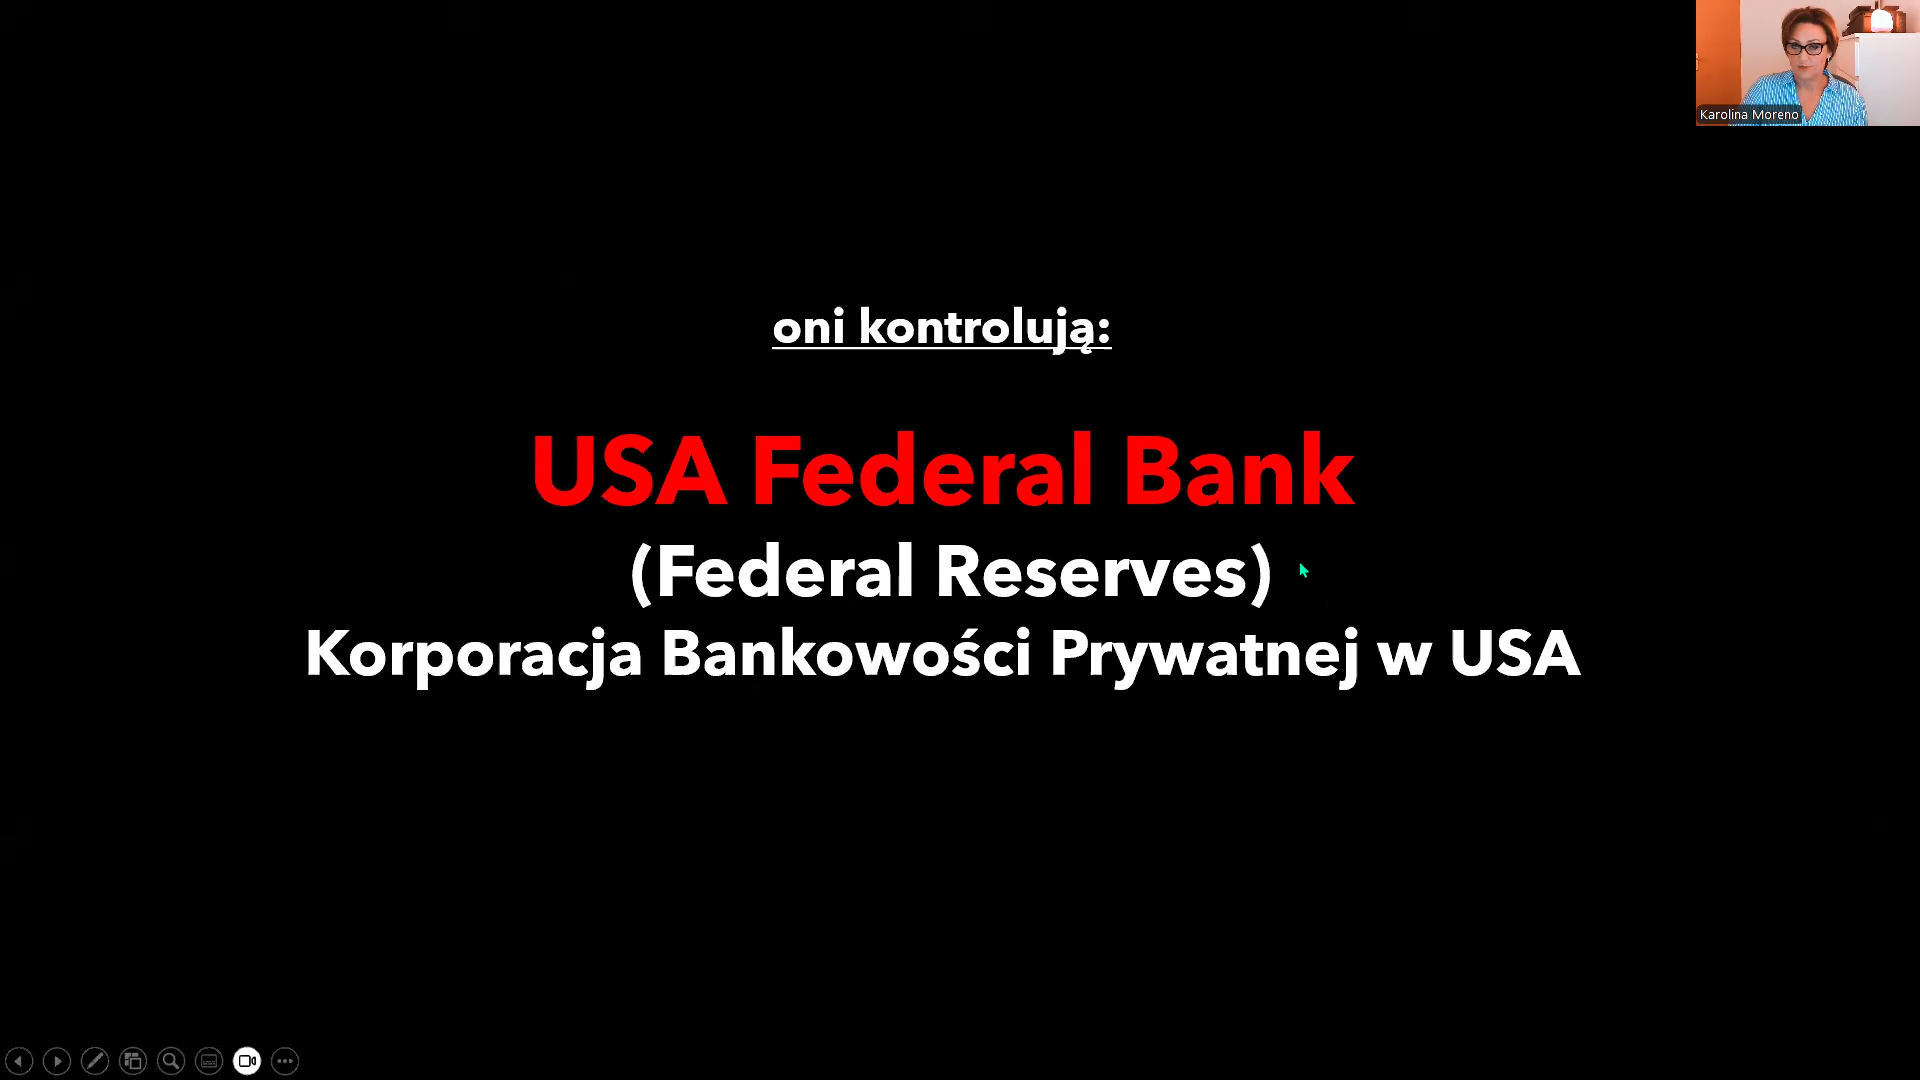 Karolina Moreno
oni kontrolują:
USA Federal Bank
(Federal Reserves)
Korporacja Bankowości Prywatnej w USA